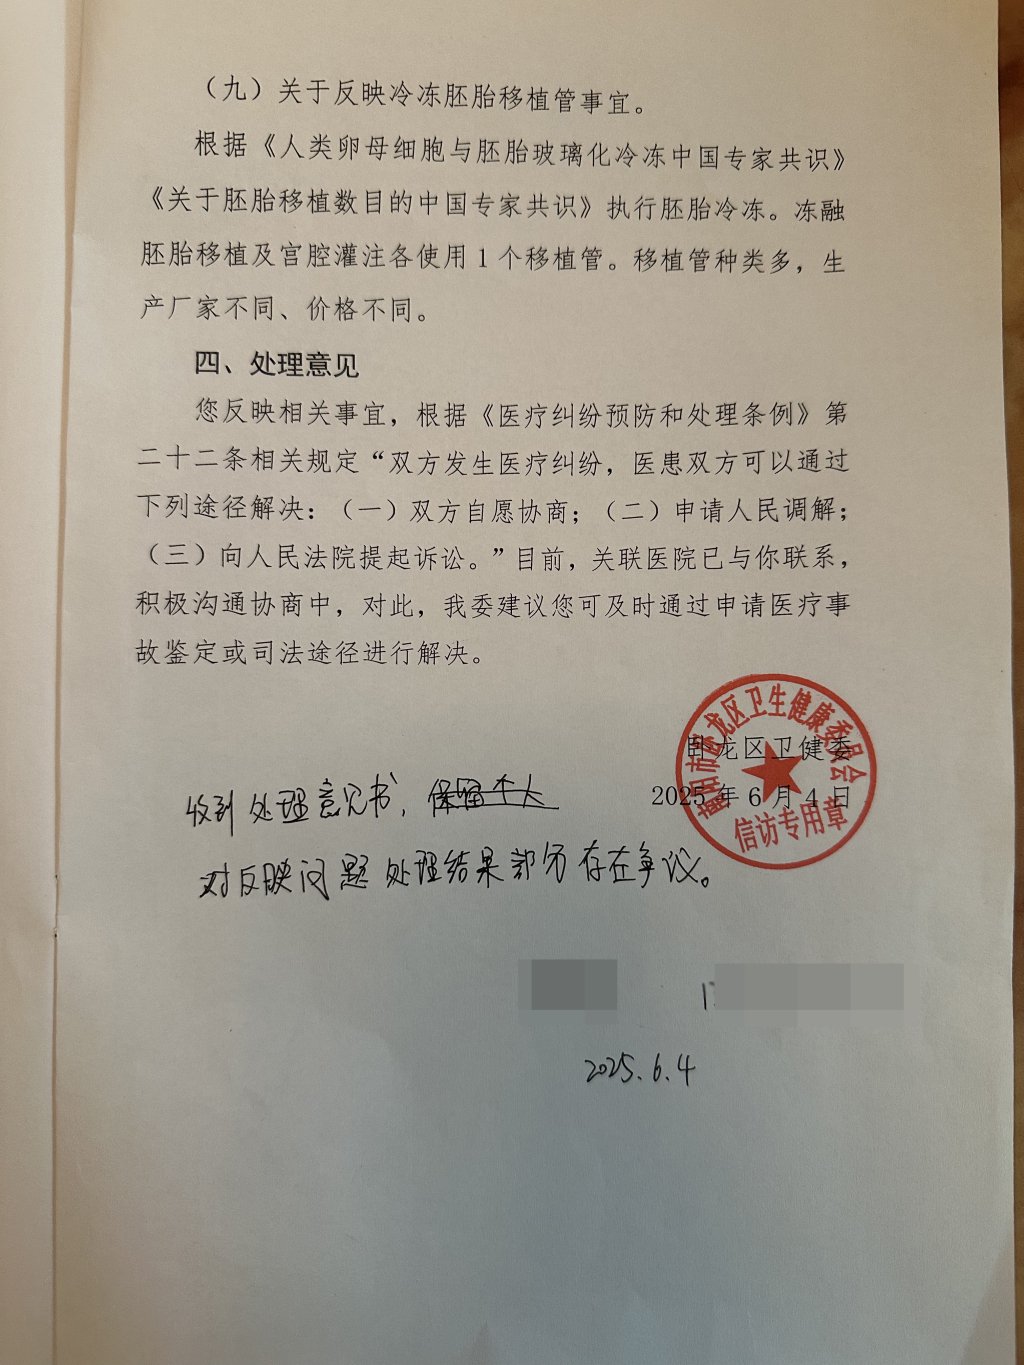 （九）关于反映冷冻胚胎移植管事宜。
根据《人类卵母细胞与胚胎玻璃化冷冻中国专家共识》
《关于胚胎移植数目的中国专家共识》执行胚胎冷冻。冻融
胚胎移植及宫腔灌注各使用1个移植管。移植管种类多，生
产厂家不同、价格不同。
四、处理意见
您反映相关事宜，根据《医疗纠纷预防和处理条例》第
二十二条相关规定“双方发生医疗纠纷，医患双方可以通过
下列途径解决：（一）双方自愿协商；（二）申请人民调解；
（三）向人民法院提起诉讼。”目前，关联医院已与你联系，
积极沟通协商中，对此，我委建议您可及时通过申请医疗事
故鉴定或司法途径进行解决。
南阳市卧龙区卫生健康委员会
卧龙区卫健委
2025年6月4日
信访专用章
收到处理意见书，保留个人
对反映问题处理结果部分存在争议。
2025.6.4